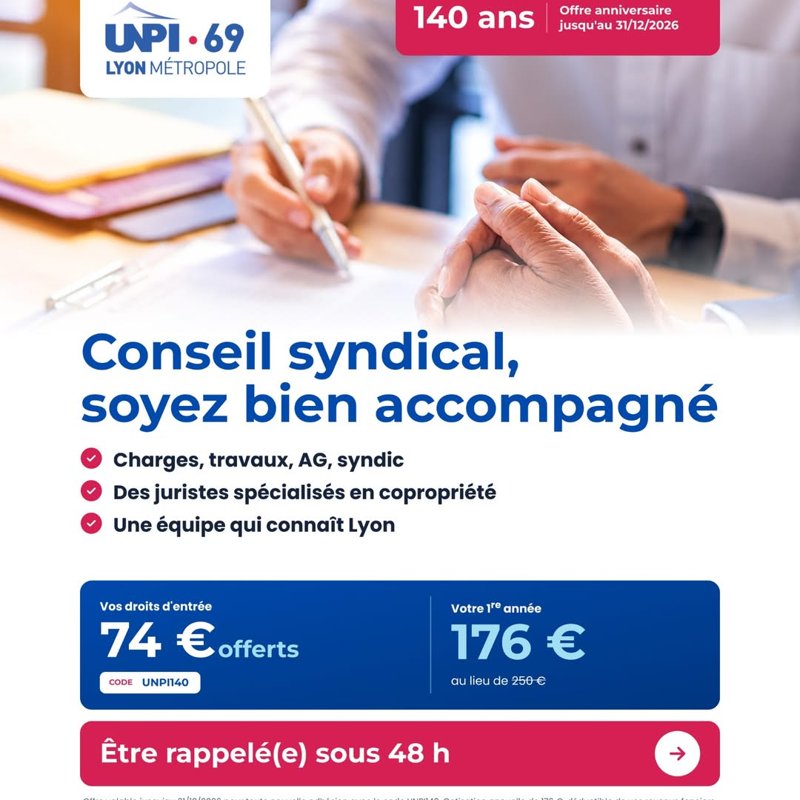 UNPI • 69
LYON MÉTROPOLE
140 ans
Offre anniversaire
jusqu'au 31/12/2026
Conseil syndical,
soyez bien accompagné
Charges, travaux, AG, syndic
Des juristes spécialisés en copropriété
Une équipe qui connaît Lyon
Vos droits d'entrée
74 € offerts
CODE UNPI140
Votre 1re année
176 €
au lieu de 250 €
Être rappelé(e) sous 48 h